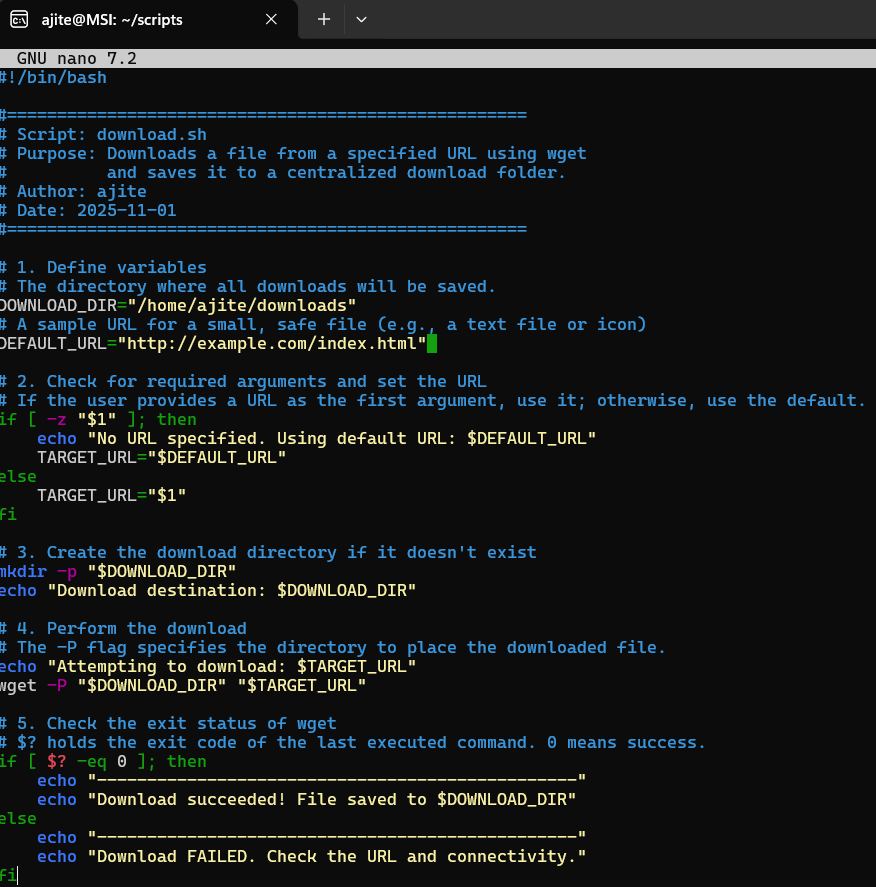 ajite@MSI: ~/scripts
GNU nano 7.2
#!/bin/bash
#====================================================
# Script: download.sh
# Purpose: Downloads a file from a specified URL using wget
#          and saves it to a centralized download folder.
# Author: ajite
# Date: 2025-11-01
#====================================================
# 1. Define variables
# The directory where all downloads will be saved.
DOWNLOAD_DIR="/home/ajite/downloads"
# A sample URL for a small, safe file (e.g., a text file or icon)
DEFAULT_URL="http://example.com/index.html"
# 2. Check for required arguments and set the URL
# If the user provides a URL as the first argument, use it; otherwise, use the default.
if [ -z "$1" ]; then
    echo "No URL specified. Using default URL: $DEFAULT_URL"
    TARGET_URL="$DEFAULT_URL"
else
    TARGET_URL="$1"
fi
# 3. Create the download directory if it doesn't exist
mkdir -p "$DOWNLOAD_DIR"
echo "Download destination: $DOWNLOAD_DIR"
# 4. Perform the download
# The -P flag specifies the directory to place the downloaded file.
echo "Attempting to download: $TARGET_URL"
wget -P "$DOWNLOAD_DIR" "$TARGET_URL"
# 5. Check the exit status of wget
# $? holds the exit code of the last executed command. 0 means success.
if [ $? -eq 0 ]; then
    echo "------------------------------------------------"
    echo "Download succeeded! File saved to $DOWNLOAD_DIR"
else
    echo "------------------------------------------------"
    echo "Download FAILED. Check the URL and connectivity."
fi